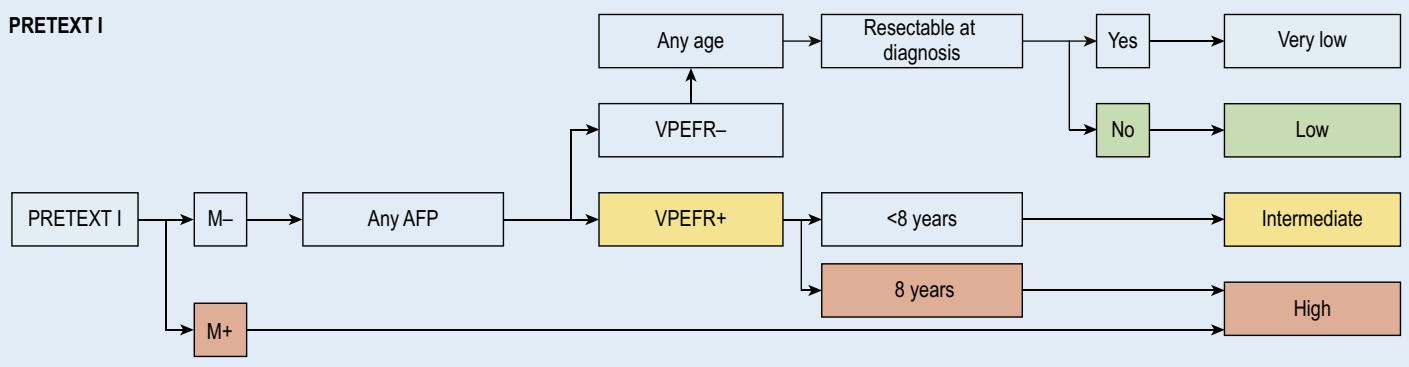 PRETEXT I
Any age
Resectable at
diagnosis
Yes
Very low
VPEFR–
No
Low
PRETEXT I
M–
Any AFP
VPEFR+
<8 years
Intermediate
8 years
High
M+